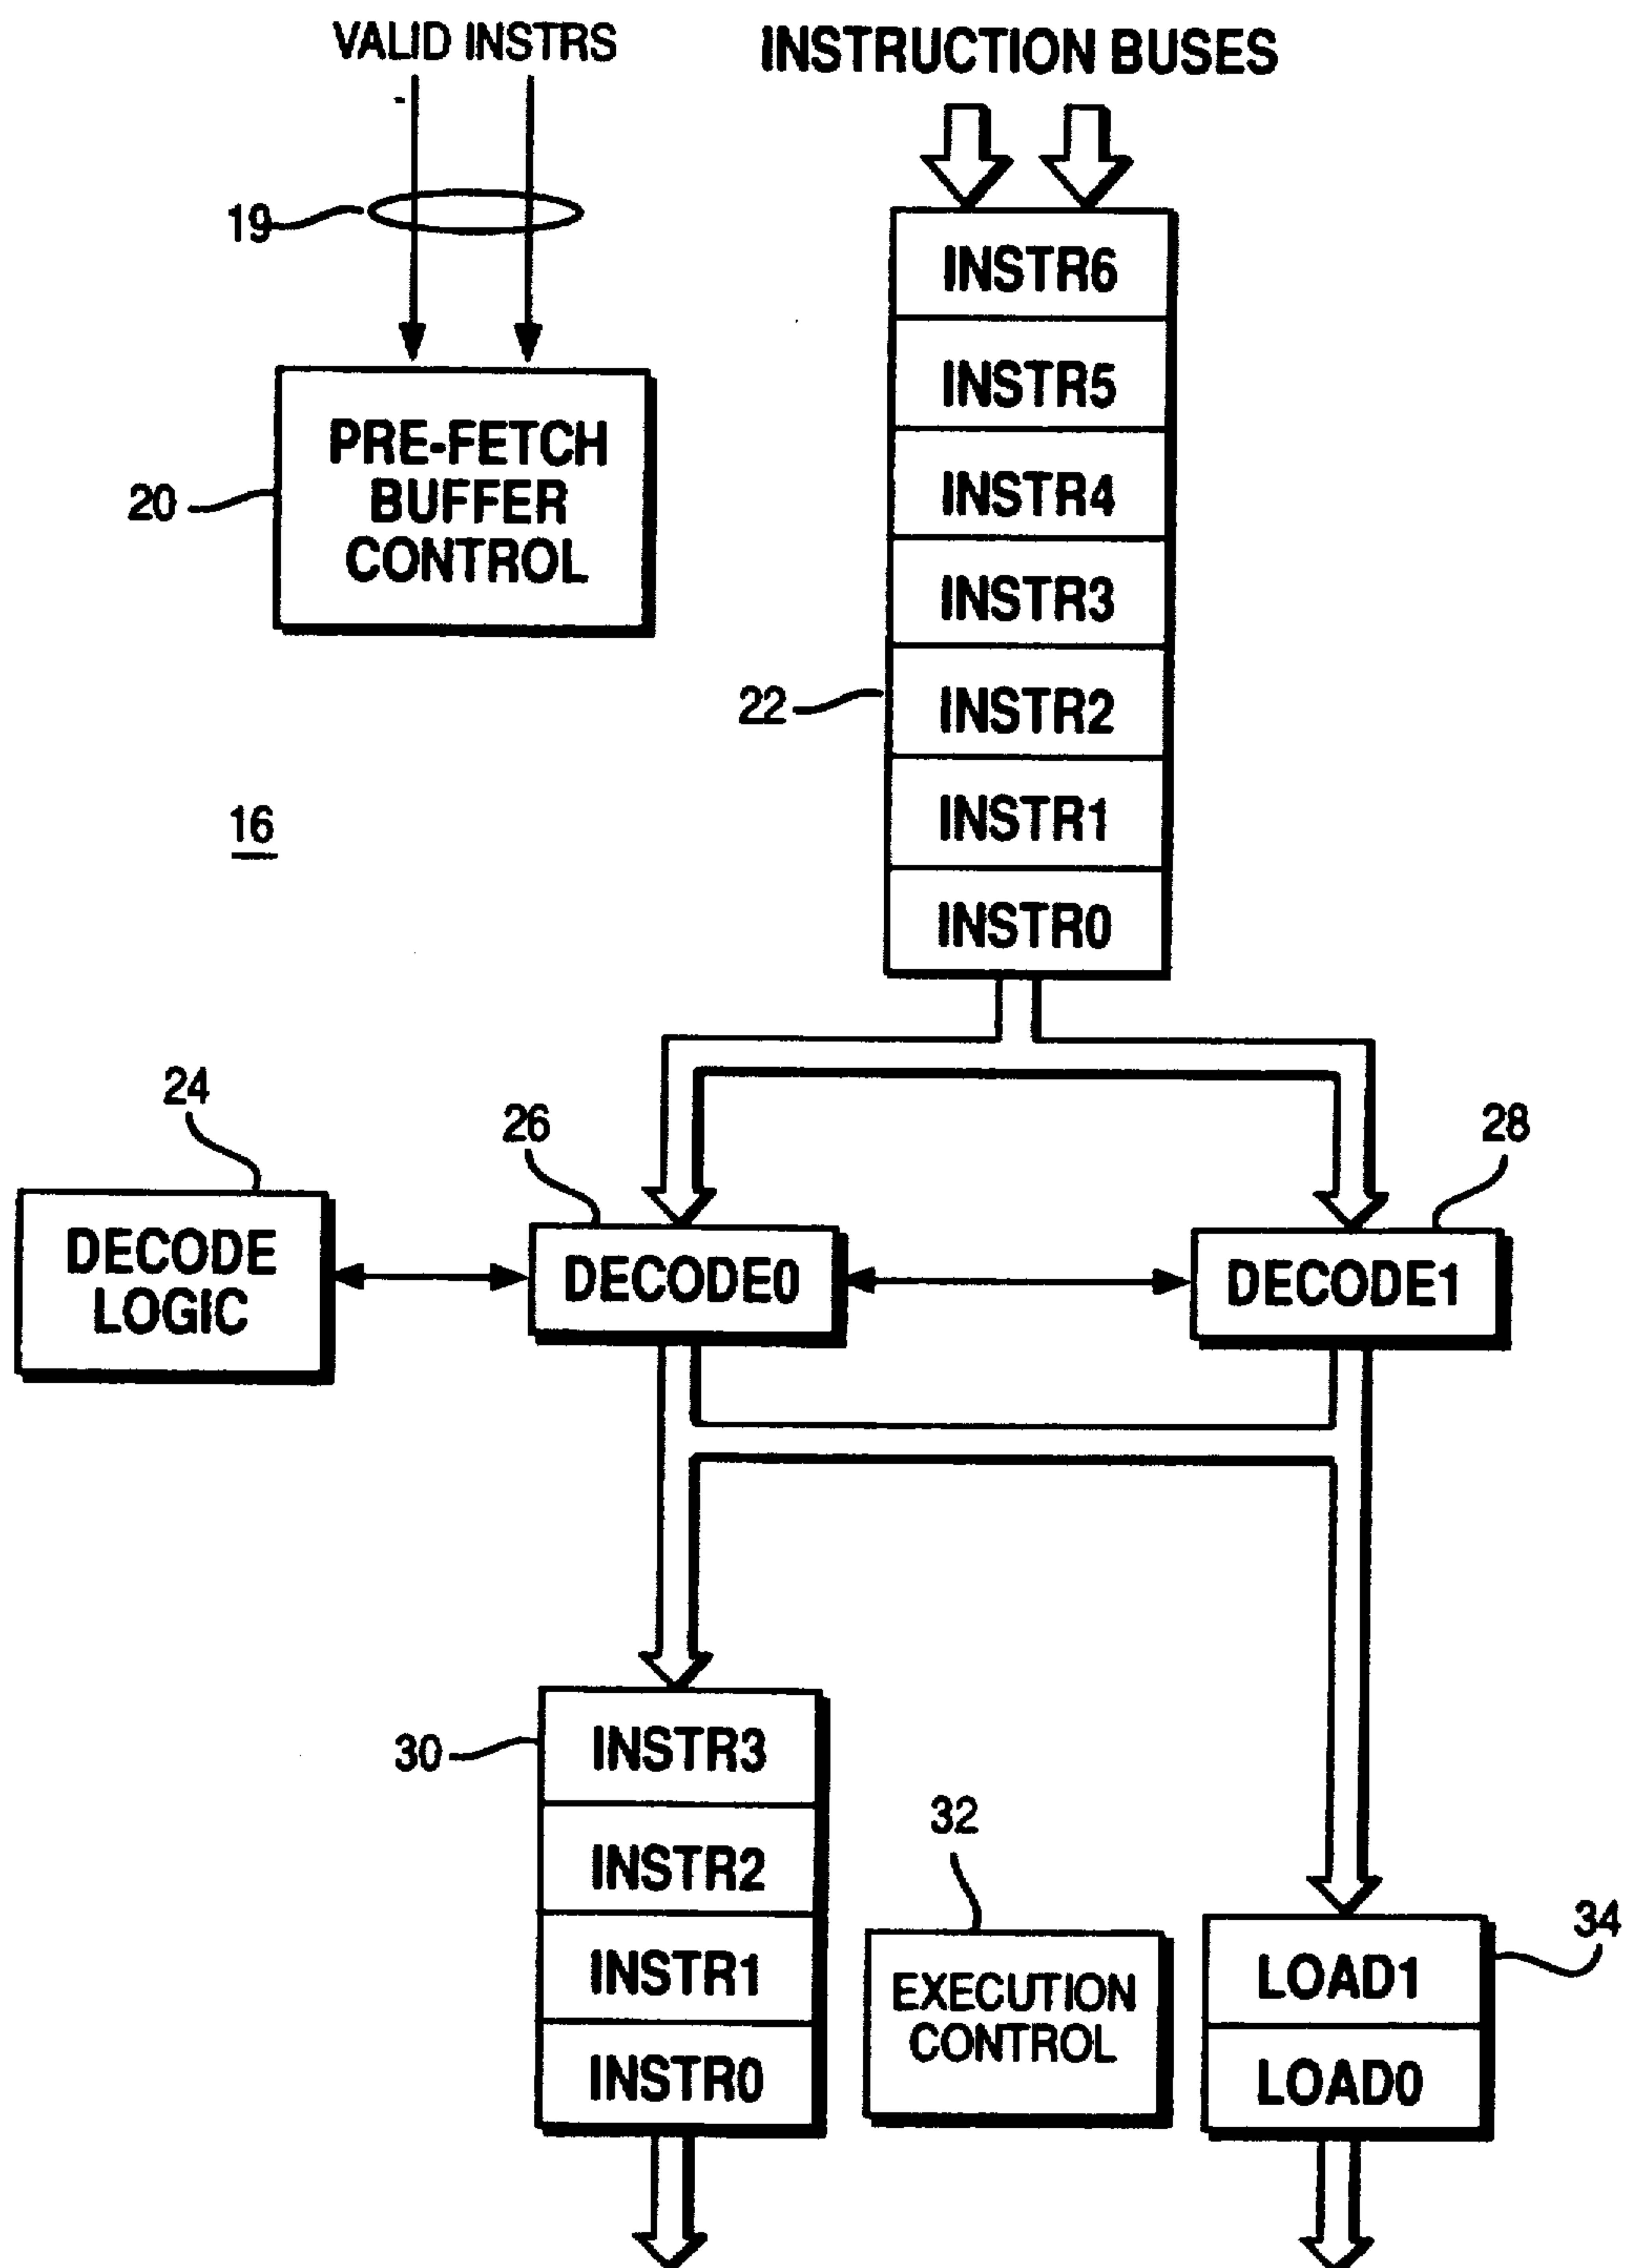 VALID INSTRS
INSTRUCTION BUSES
19
INSTR6
INSTR5
PRE-FETCH
BUFFER
CONTROL
20
INSTR4
INSTR3
22
INSTR2
16
INSTR1
INSTR0
24
26
28
DECODE
LOGIC
DECODE0
DECODE1
30
INSTR3
INSTR2
INSTR1
INSTR0
32
EXECUTION
CONTROL
34
LOAD1
LOAD0